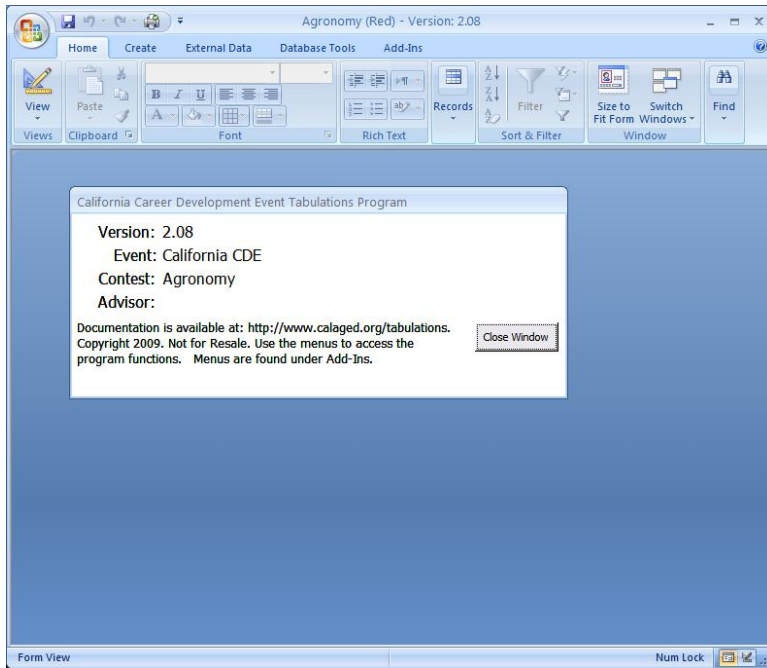 Agronomy (Red) - Version: 2.08
Home Create External Data Database Tools Add-Ins
View Paste B I U A Records Filter Size to Fit Form Switch Windows Find
Views Clipboard Font Rich Text Sort & Filter Window
California Career Development Event Tabulations Program
Version: 2.08
Event: California CDE
Contest: Agronomy
Advisor:
Documentation is available at: http://www.calaged.org/tabulations.
Copyright 2009. Not for Resale. Use the menus to access the
program functions. Menus are found under Add-Ins.
Close Window
Form View Num Lock